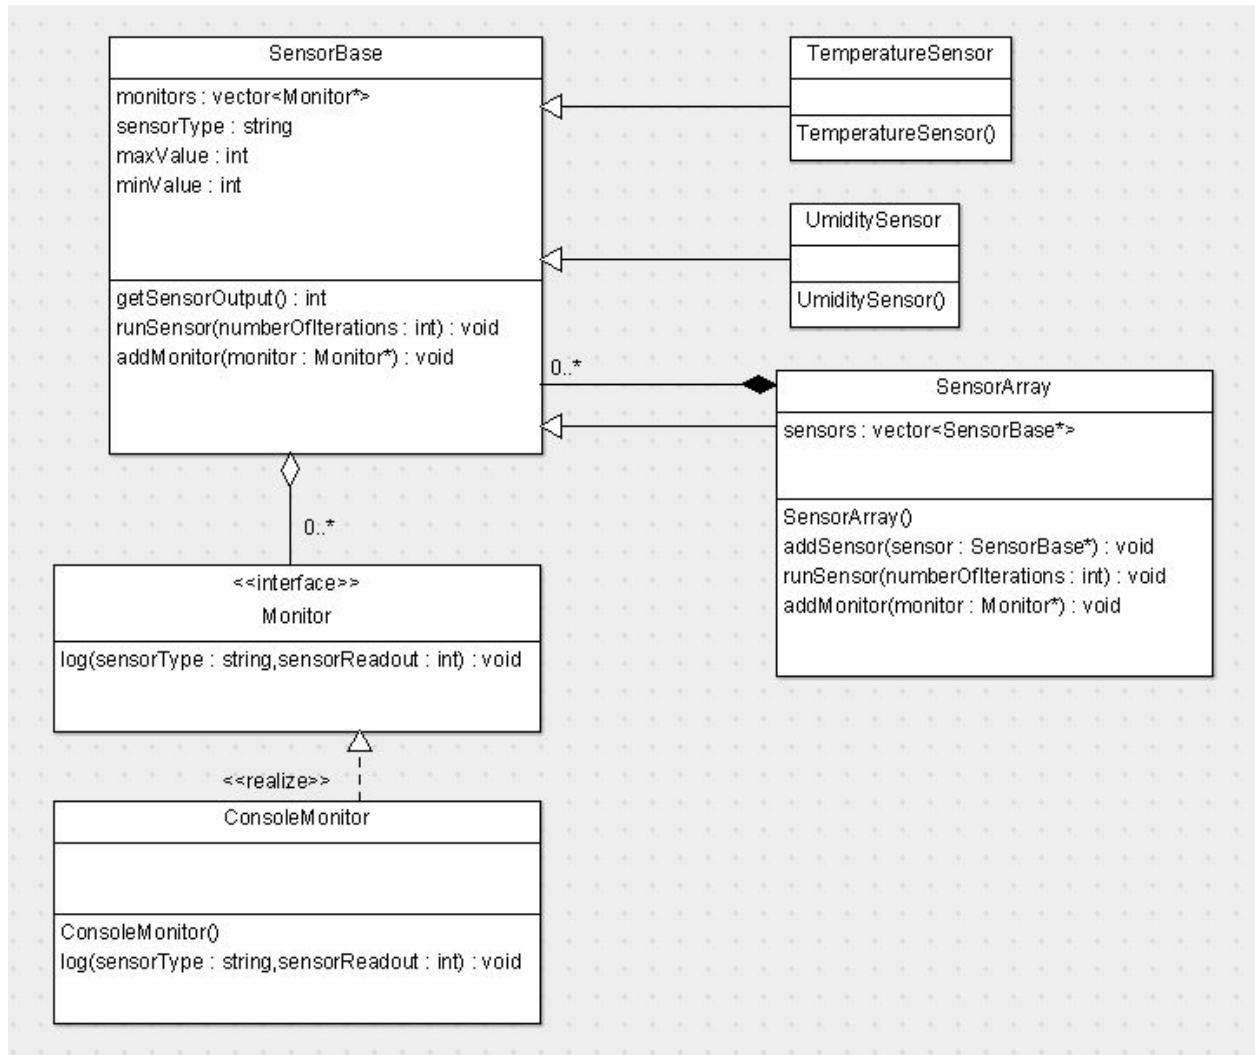 SensorBase
monitors : vector<Monitor*>
sensorType : string
maxValue : int
minValue : int
getSensorOutput() : int
runSensor(numberOfIterations : int) : void
addMonitor(monitor : Monitor*) : void
TemperatureSensor
TemperatureSensor()
UmiditySensor
UmiditySensor()
0..*
SensorArray
sensors : vector<SensorBase*>
SensorArray()
addSensor(sensor : SensorBase*) : void
runSensor(numberOfIterations : int) : void
addMonitor(monitor : Monitor*) : void
0..*
<<interface>>
Monitor
log(sensorType : string,sensorReadout : int) : void
<<realize>>
ConsoleMonitor
ConsoleMonitor()
log(sensorType : string,sensorReadout : int) : void